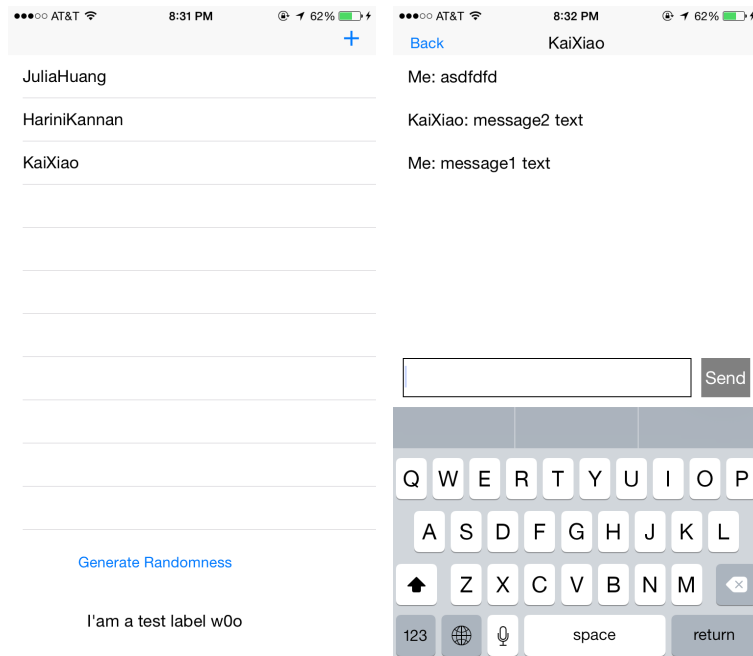 AT&T 8:31 PM 62%
+
JuliaHuang
HariniKannan
KaiXiao
Generate Randomness
I'am a test label w0o
AT&T 8:32 PM 62%
Back KaiXiao
Me: asdfdfd
KaiXiao: message2 text
Me: message1 text
Send
Q W E R T Y U I O P
A S D F G H J K L
Z X C V B N M
123 space return